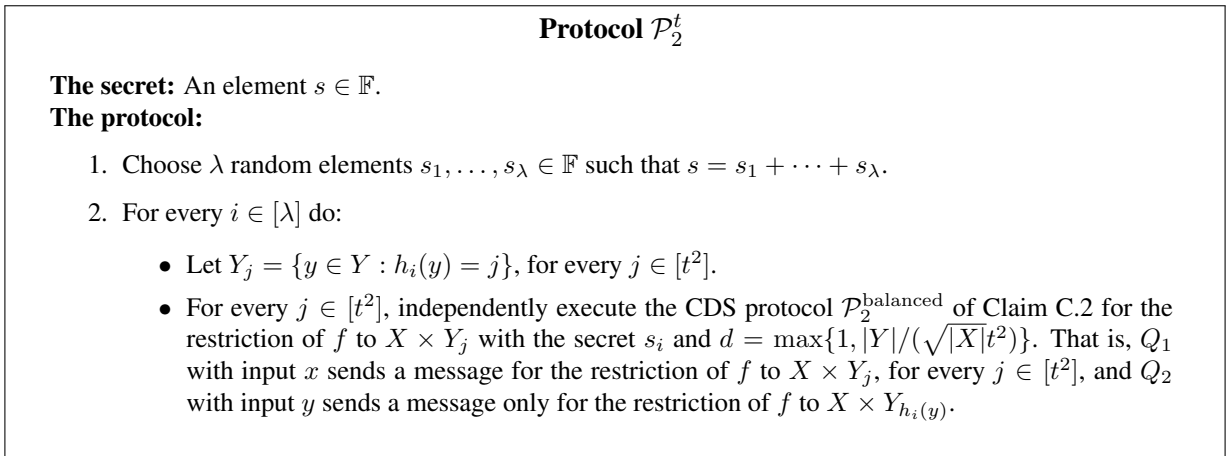 Protocol 𝒫₂ᵗ
The secret: An element s ∈ 𝔽.
The protocol:
1. Choose λ random elements s₁, . . . , s_λ ∈ 𝔽 such that s = s₁ + · · · + s_λ.
2. For every i ∈ [λ] do:
• Let Y_j = {y ∈ Y : h_i(y) = j}, for every j ∈ [t²].
• For every j ∈ [t²], independently execute the CDS protocol 𝒫₂^balanced of Claim C.2 for the
restriction of f to X × Y_j with the secret s_i and d = max{1, |Y|/(√|X|t²)}. That is, Q₁
with input x sends a message for the restriction of f to X × Y_j, for every j ∈ [t²], and Q₂
with input y sends a message only for the restriction of f to X × Y_{h_i(y)}.